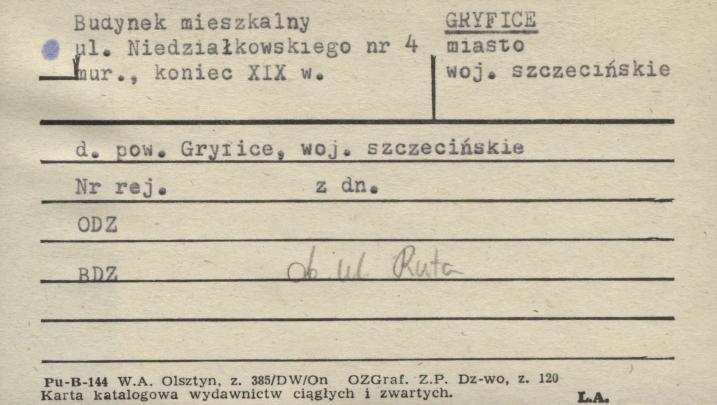 Budynek mieszkalny
ul. Niedziałkowskiego nr 4
mur., koniec XIX w.
GRYFICE
miasto
woj. szczecińskie
d. pow. Gryfice, woj. szczecińskie
Nr rej. z dn.
ODZ
BDZ ob. ul. Ruta
Pu-B-144 W.A. Olsztyn, z. 385/DW/On OZGraf. Z.P. Dz-wo, z. 120
Karta katalogowa wydawnictw ciągłych i zwartych. L.A.